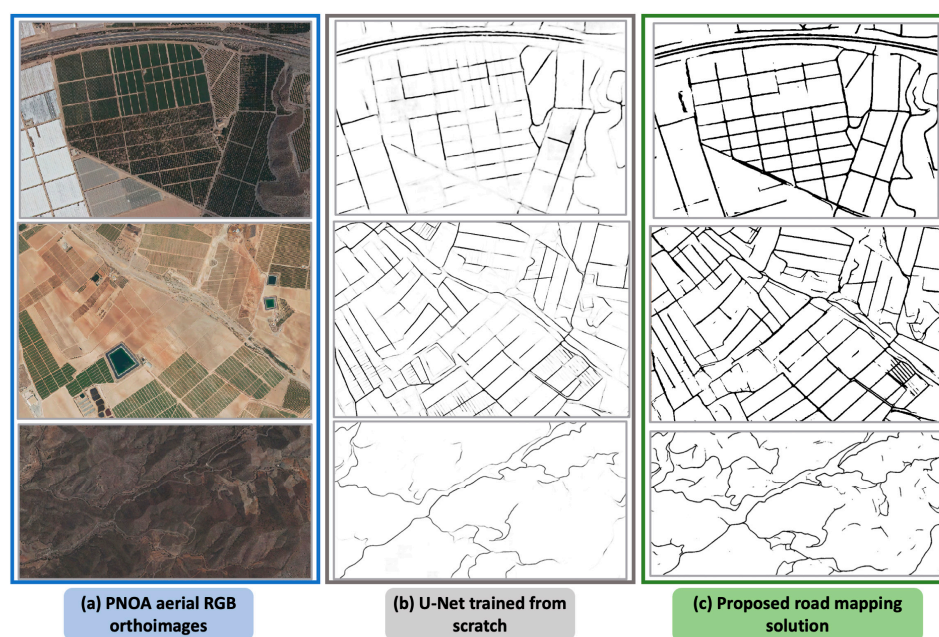 (a) PNOA aerial RGB
orthoimages
(b) U-Net trained from
scratch
(c) Proposed road mapping
solution